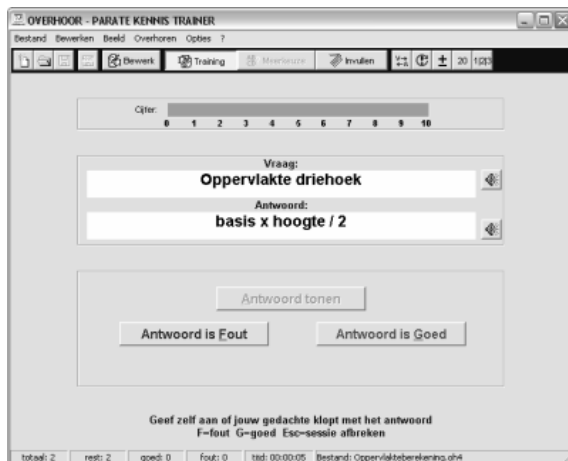 OVERHOOR - PARATE KENNIS TRAINER
Bestand Bewerken Beeld Overhoren Opties ?
Bewerk Training Meerkeuze Invullen 20 1|2|3
Cijfer:
0 1 2 3 4 5 6 7 8 9 10
Vraag:
Oppervlakte driehoek
Antwoord:
basis x hoogte / 2
Antwoord tonen
Antwoord is Fout Antwoord is Goed
Geef zelf aan of jouw gedachte klopt met het antwoord
F=fout G=goed Esc=sessie afbreken
totaal: 2 rest: 2 goed: 0 fout: 0 tijd: 00:00:05 Bestand: Oppervlakteberekening.oh4